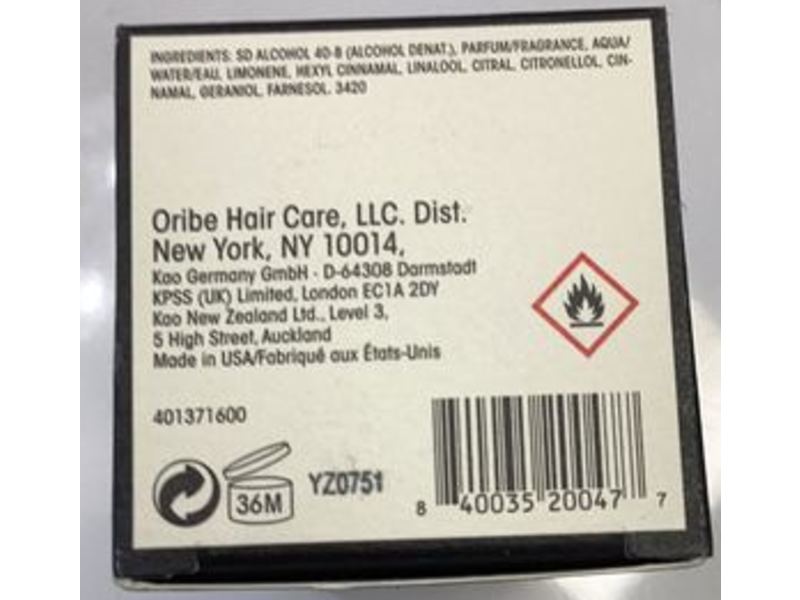 INGREDIENTS: SD ALCOHOL 40-B (ALCOHOL DENAT.), PARFUM/FRAGRANCE, AQUA/
WATER/EAU, LIMONENE, HEXYL CINNAMAL, LINALOOL, CITRAL, CITRONELLOL, CIN-
NAMAL, GERANIOL, FARNESOL. 3420
Oribe Hair Care, LLC. Dist.
New York, NY 10014,
Kao Germany GmbH - D-64308 Darmstadt
KPSS (UK) Limited, London EC1A 2DY
Kao New Zealand Ltd., Level 3,
5 High Street, Auckland
Made in USA/Fabriqué aux États-Unis
401371600
36M
YZ0751
8 40035 20047 7